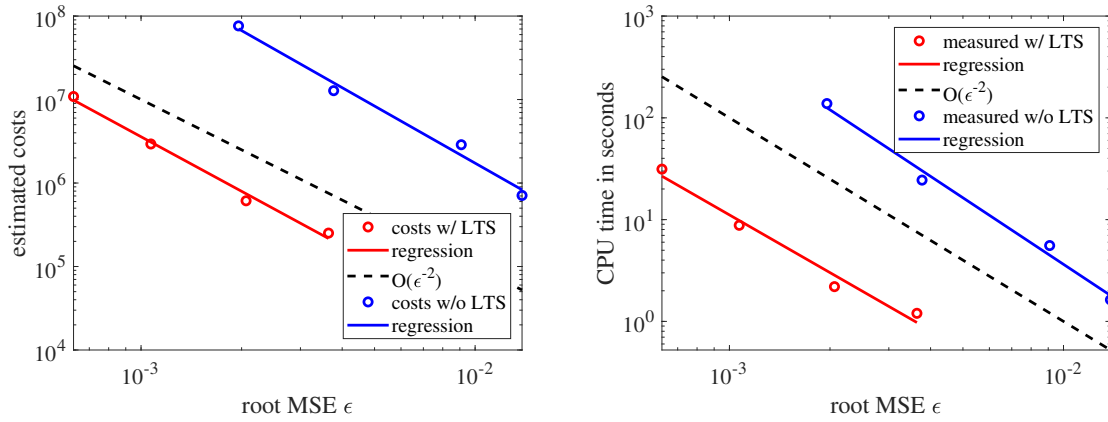 10^8
10^7
10^6
10^5
10^4
estimated costs
costs w/ LTS
regression
O(ϵ^-2)
costs w/o LTS
regression
10^-3
10^-2
root MSE ϵ
10^3
10^2
10^1
10^0
CPU time in seconds
measured w/ LTS
regression
O(ϵ^-2)
measured w/o LTS
regression
10^-3
10^-2
root MSE ϵ